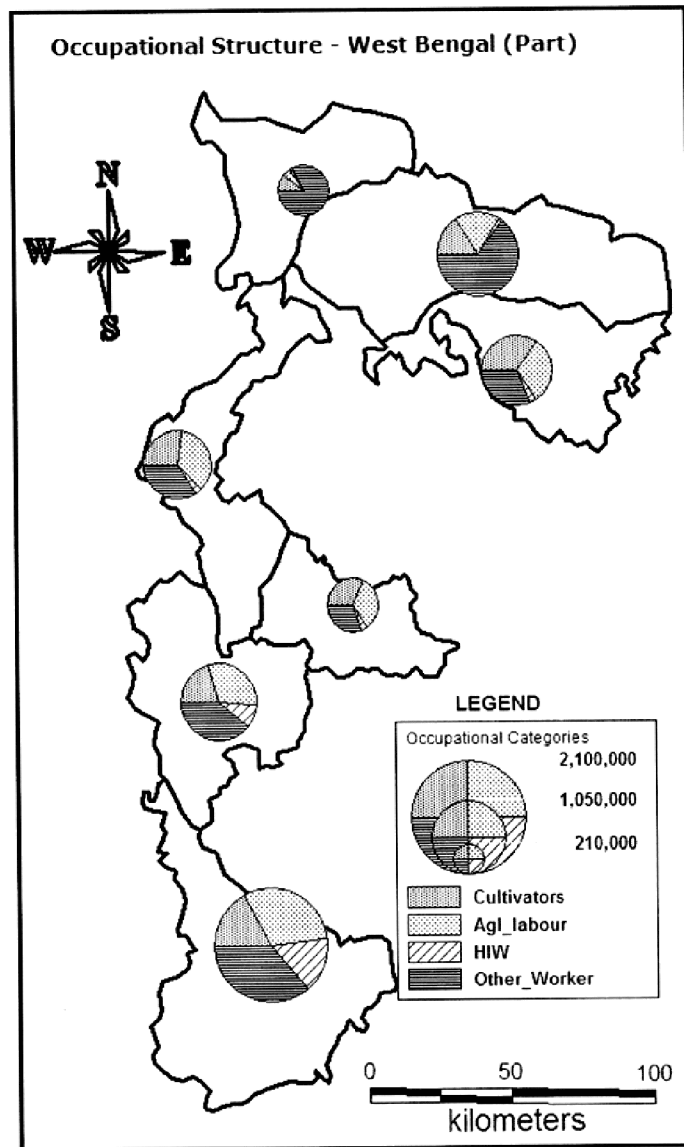 Occupational Structure - West Bengal (Part)
N
W E
S
LEGEND
Occupational Categories
2,100,000
1,050,000
210,000
Cultivators
Agl_labour
HIW
Other_Worker
0 50 100
kilometers